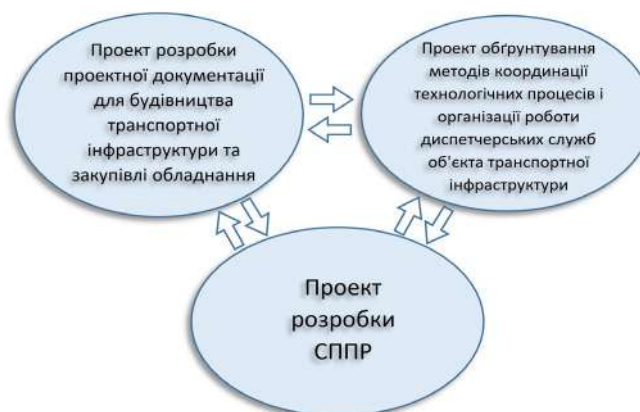 Проект розробки
проектної документації
для будівництва
транспортної
інфраструктури та
закупівлі обладнання
Проект обґрунтування
методів координації
технологічних процесів і
організації роботи
диспетчерських служб
об'єкта транспортної
інфраструктури
Проект
розробки
СППР